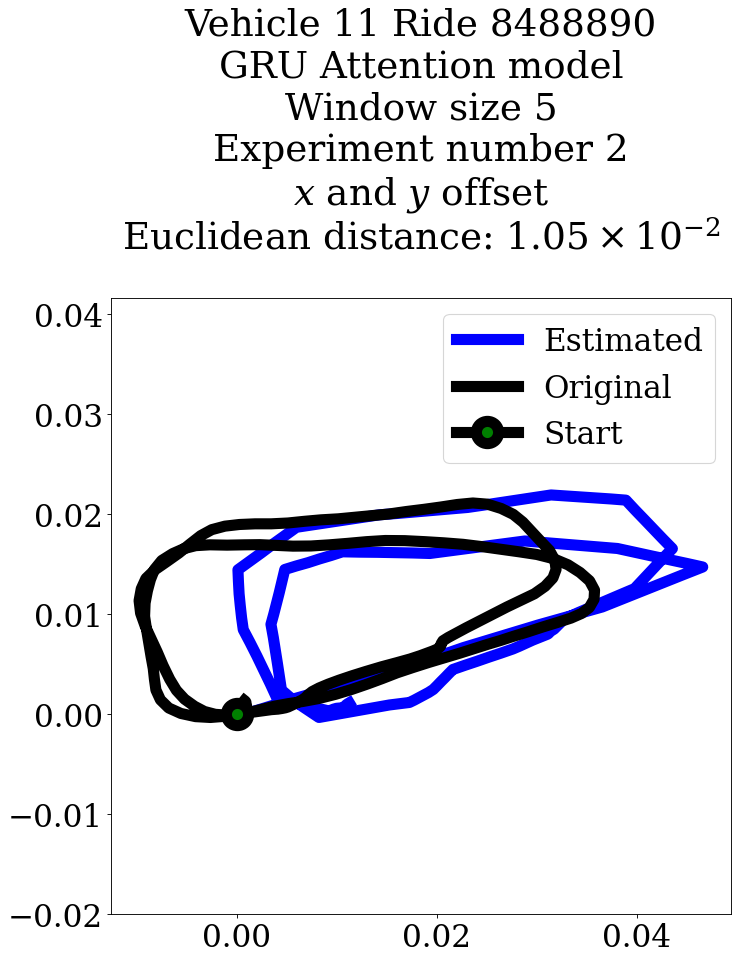 Vehicle 11 Ride 8488890
GRU Attention model
Window size 5
Experiment number 2
x and y offset
Euclidean distance: 1.05 × 10⁻²
Estimated
Original
Start
0.04
0.03
0.02
0.01
0.00
−0.01
−0.02
0.00 0.02 0.04